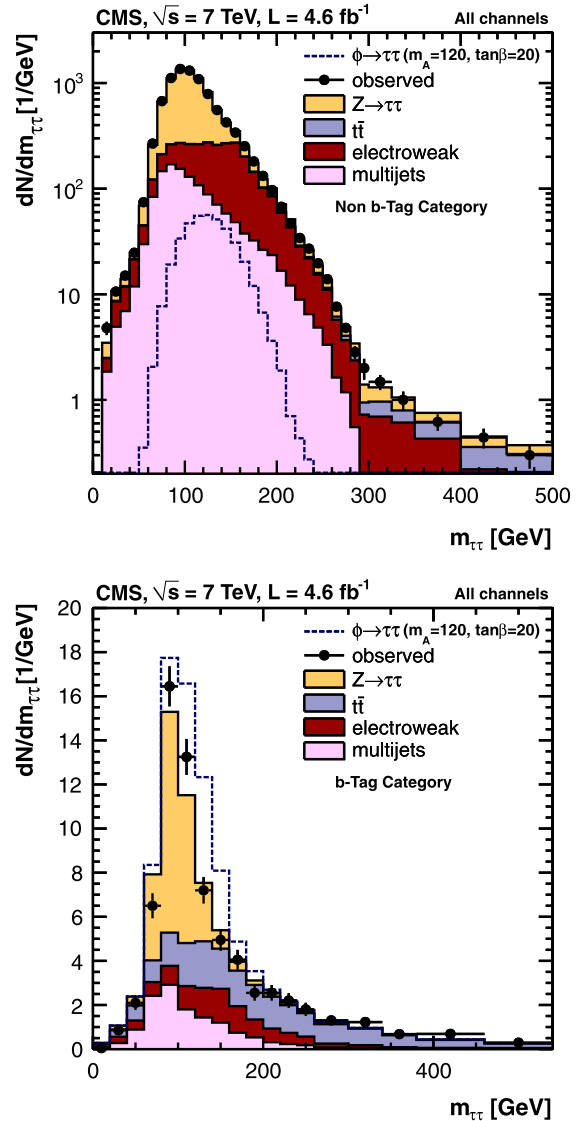 CMS, √s = 7 TeV, L = 4.6 fb⁻¹ All channels
dN/dm_ττ [1/GeV]
10³
10²
10
1
ϕ→ττ (m_A=120, tanβ=20)
observed
Z→ττ
tt̄
electroweak
multijets
Non b-Tag Category
0 100 200 300 400 500
m_ττ [GeV]
CMS, √s = 7 TeV, L = 4.6 fb⁻¹ All channels
dN/dm_ττ [1/GeV]
20
18
16
14
12
10
8
6
4
2
0
ϕ→ττ (m_A=120, tanβ=20)
observed
Z→ττ
tt̄
electroweak
multijets
b-Tag Category
0 200 400
m_ττ [GeV]